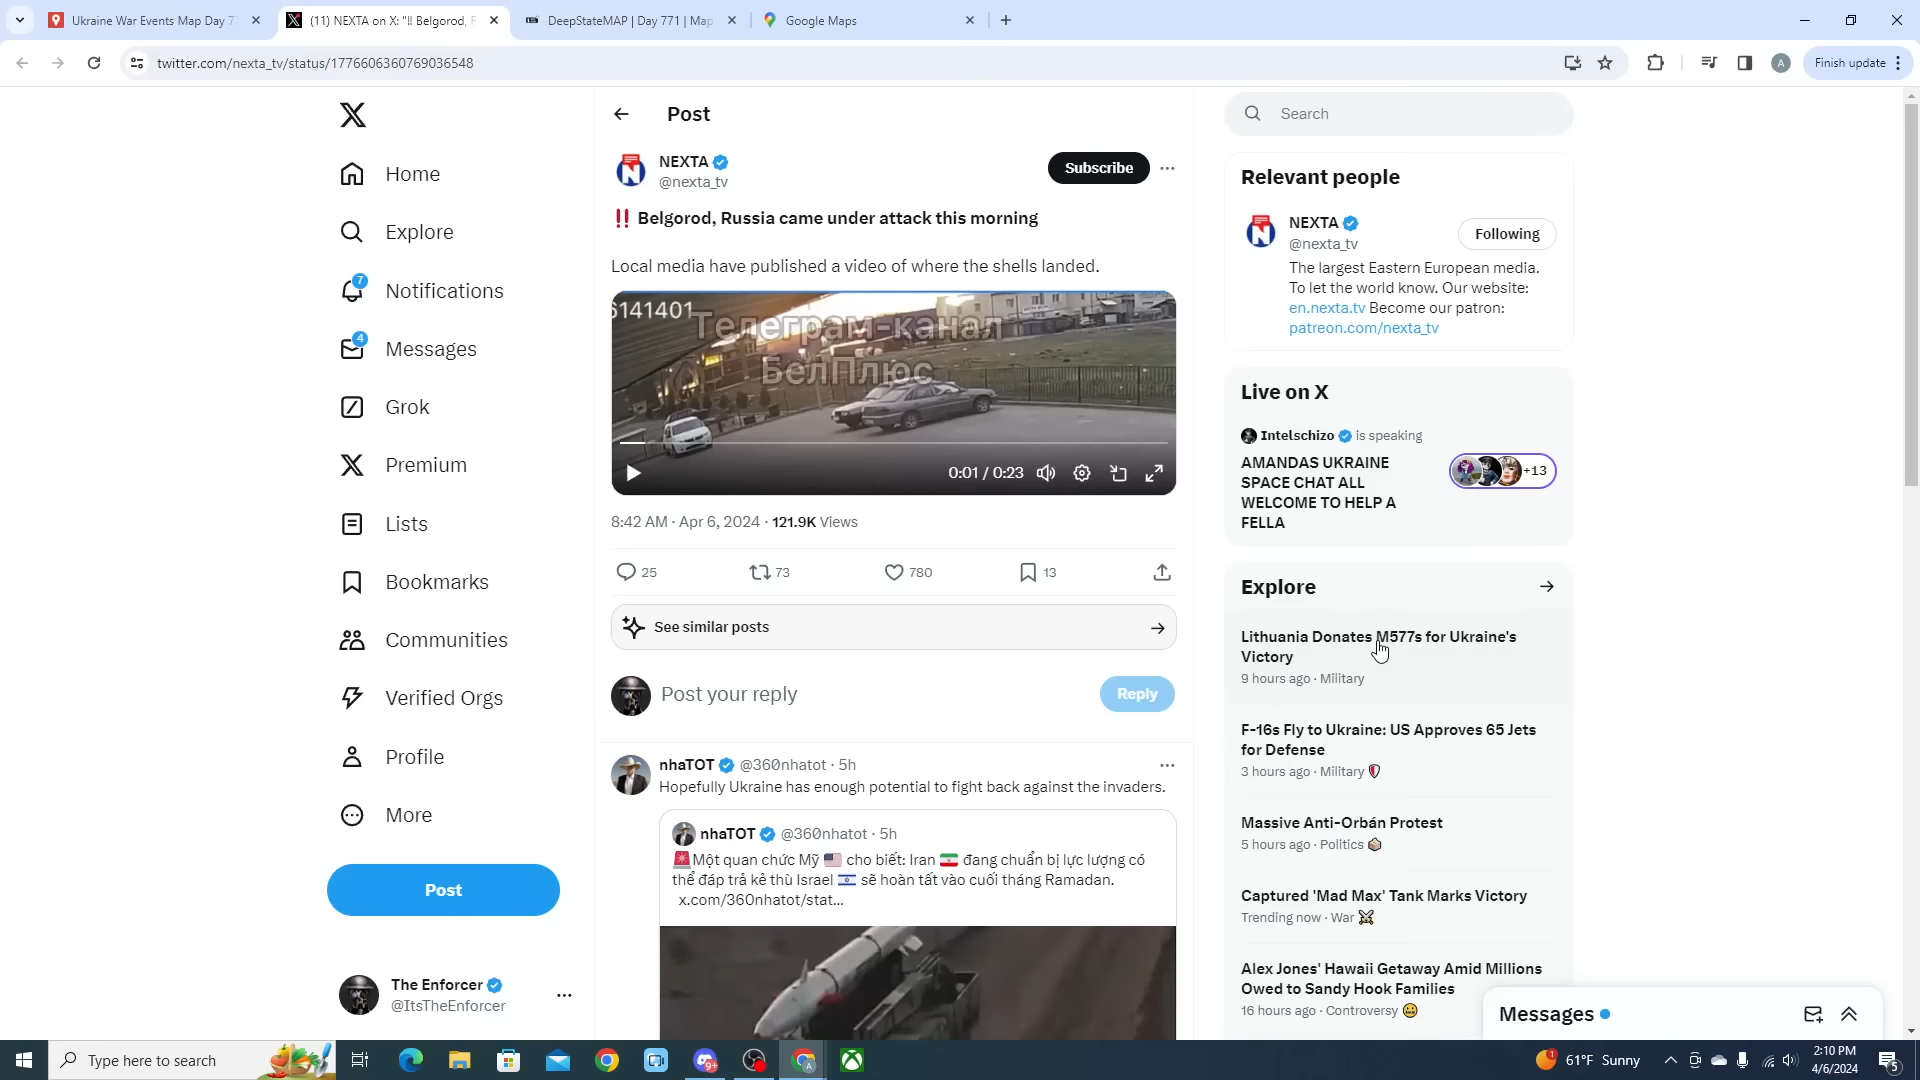 Ukraine War Events Map Day 7
(11) NEXTA on X: "‼ Belgorod, R
DeepStateMAP | Day 771 | Map
Google Maps
twitter.com/nexta_tv/status/1776606360769036548
A
Finish update
Home
Explore
7
Notifications
4
Messages
Grok
Premium
Lists
Bookmarks
Communities
Verified Orgs
Profile
More
Post
The Enforcer
@ItsTheEnforcer
Post
NEXTA
@nexta_tv
Subscribe
‼ Belgorod, Russia came under attack this morning
Local media have published a video of where the shells landed.
6141401
Телеграм-канал
БелПлюс
0:01 / 0:23
8:42 AM · Apr 6, 2024 · 121.9K Views
25
73
780
13
See similar posts
Post your reply
Reply
nhaTOT @360nhatot · 5h
Hopefully Ukraine has enough potential to fight back against the invaders.
nhaTOT @360nhatot · 5h
🚨Một quan chức Mỹ 🇺🇸 cho biết: Iran 🇮🇷 đang chuẩn bị lực lượng có
thể đáp trả kẻ thù Israel 🇮🇱 sẽ hoàn tất vào cuối tháng Ramadan.
x.com/360nhatot/stat...
Search
Relevant people
NEXTA
@nexta_tv
Following
The largest Eastern European media.
To let the world know. Our website:
en.nexta.tv Become our patron:
patreon.com/nexta_tv
Live on X
Intelschizo is speaking
AMANDAS UKRAINE
SPACE CHAT ALL
WELCOME TO HELP A
FELLA
+13
Explore
Lithuania Donates M577s for Ukraine's
Victory
9 hours ago · Military
F-16s Fly to Ukraine: US Approves 65 Jets
for Defense
3 hours ago · Military
Massive Anti-Orbán Protest
5 hours ago · Politics
Captured 'Mad Max' Tank Marks Victory
Trending now · War
Alex Jones' Hawaii Getaway Amid Millions
Owed to Sandy Hook Families
16 hours ago · Controversy
Messages
Type here to search
9+
A
1
61°F Sunny
2:10 PM
4/6/2024
5